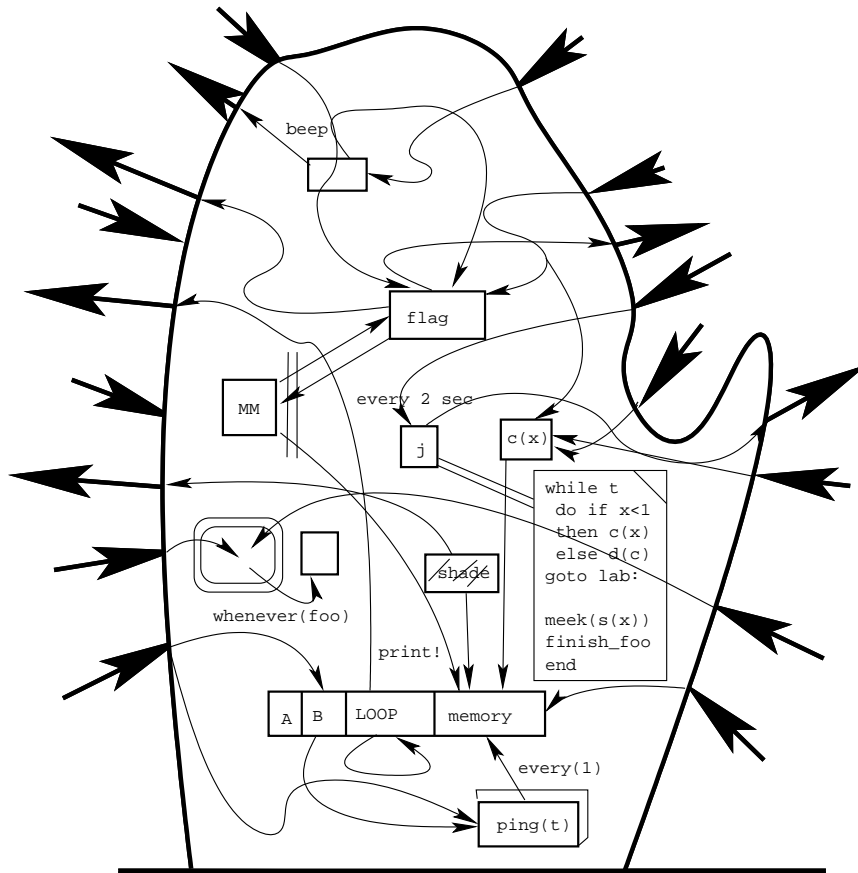 beep
flag
MM
every 2 sec
j
c(x)
while t
do if x<1
then c(x)
else d(c)
goto lab:
meek(s(x))
finish_foo
end
shade
whenever(foo)
print!
A
B
LOOP
memory
every(1)
ping(t)